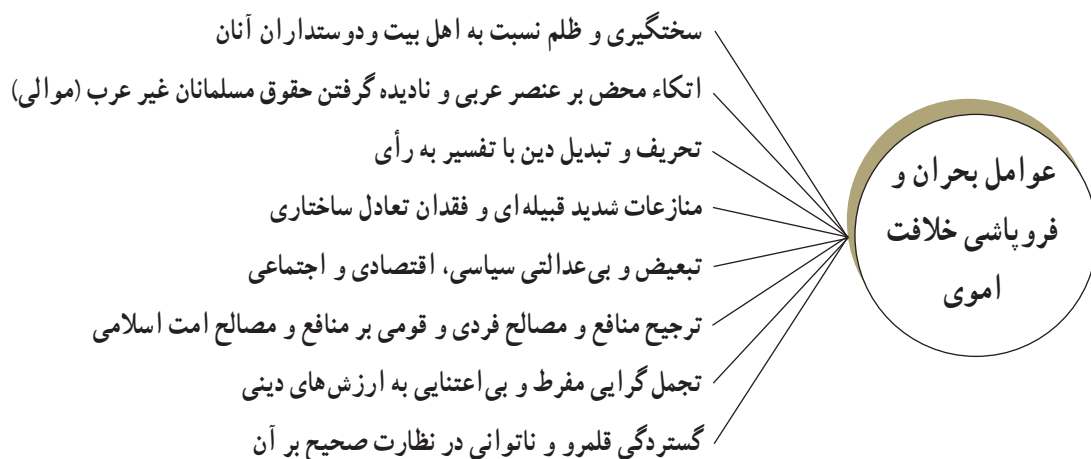 عوامل بحران و
فروپاشی خلافت
اموی
سختگیری و ظلم نسبت به اهل بیت و دوستداران آنان
اتکاء محض بر عنصر عربی و نادیده گرفتن حقوق مسلمانان غیر عرب (موالی)
تحریف و تبدیل دین با تفسیر به رأی
منازعات شدید قبیله‌ای و فقدان تعادل ساختاری
تبعیض و بی‌عدالتی سیاسی، اقتصادی و اجتماعی
ترجیح منافع و مصالح فردی و قومی بر منافع و مصالح امت اسلامی
تجمل گرایی مفرط و بی‌اعتنایی به ارزش‌های دینی
گستردگی قلمرو و ناتوانی در نظارت صحیح بر آن